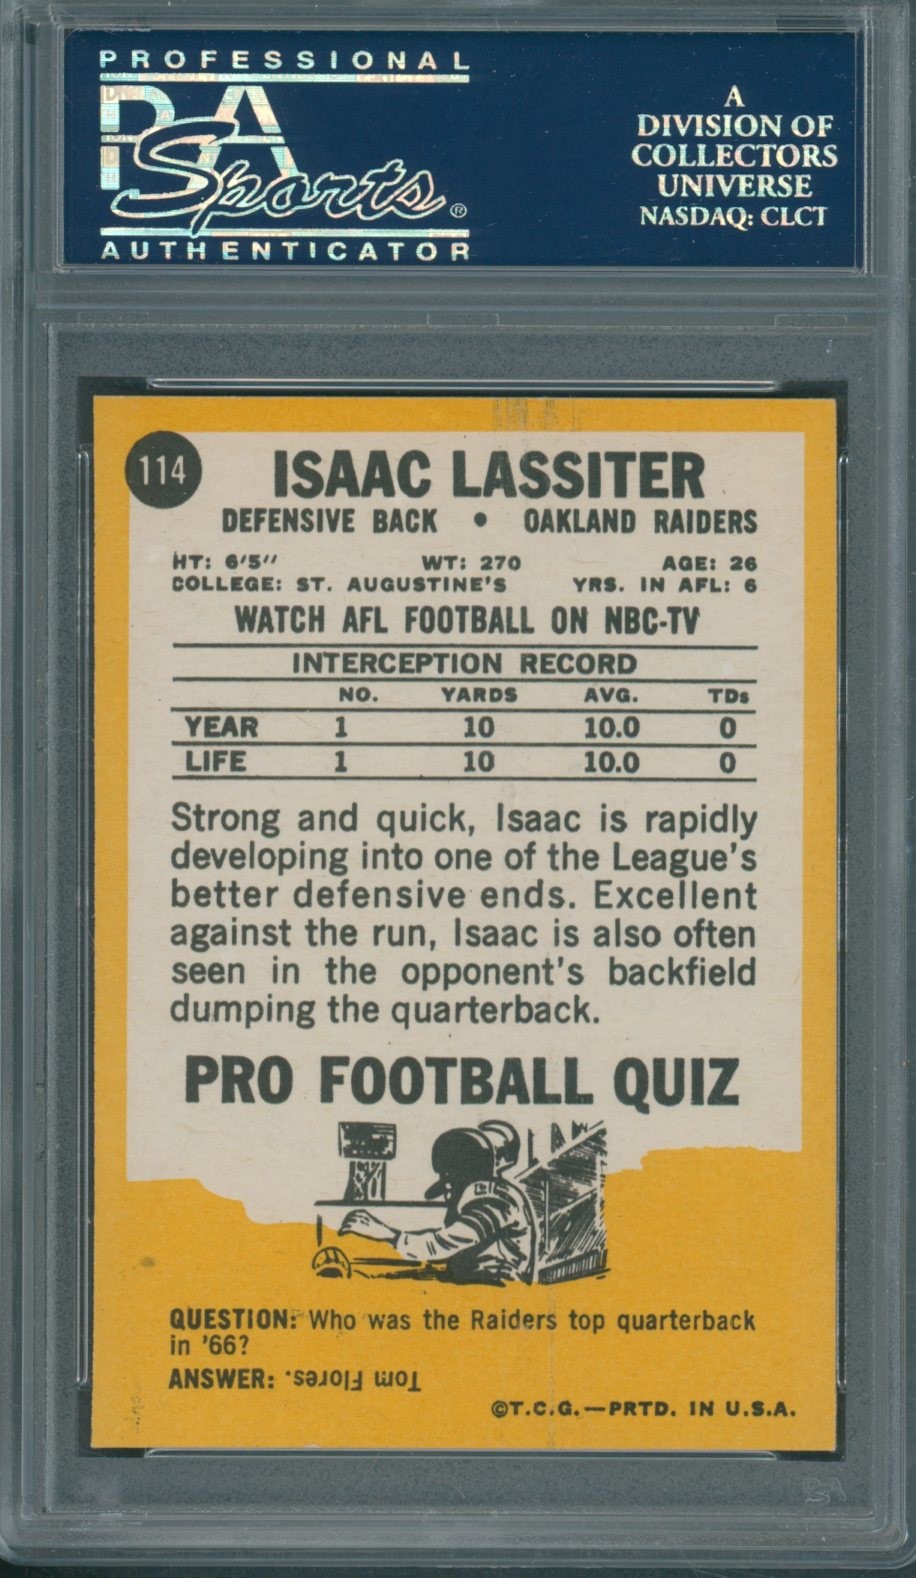 PROFESSIONAL
PSA
Sports®
AUTHENTICATOR
A
DIVISION OF
COLLECTORS
UNIVERSE
NASDAQ: CLCT
114
ISAAC LASSITER
DEFENSIVE BACK • OAKLAND RAIDERS
HT: 6'5" WT: 270 AGE: 26
COLLEGE: ST. AUGUSTINE'S YRS. IN AFL: 6
WATCH AFL FOOTBALL ON NBC-TV
INTERCEPTION RECORD
NO. YARDS AVG. TDs
YEAR 1 10 10.0 0
LIFE 1 10 10.0 0
Strong and quick, Isaac is rapidly
developing into one of the League's
better defensive ends. Excellent
against the run, Isaac is also often
seen in the opponent's backfield
dumping the quarterback.
PRO FOOTBALL QUIZ
QUESTION: Who was the Raiders top quarterback
in '66?
ANSWER: Tom Flores.
©T.C.G.—PRTD. IN U.S.A.